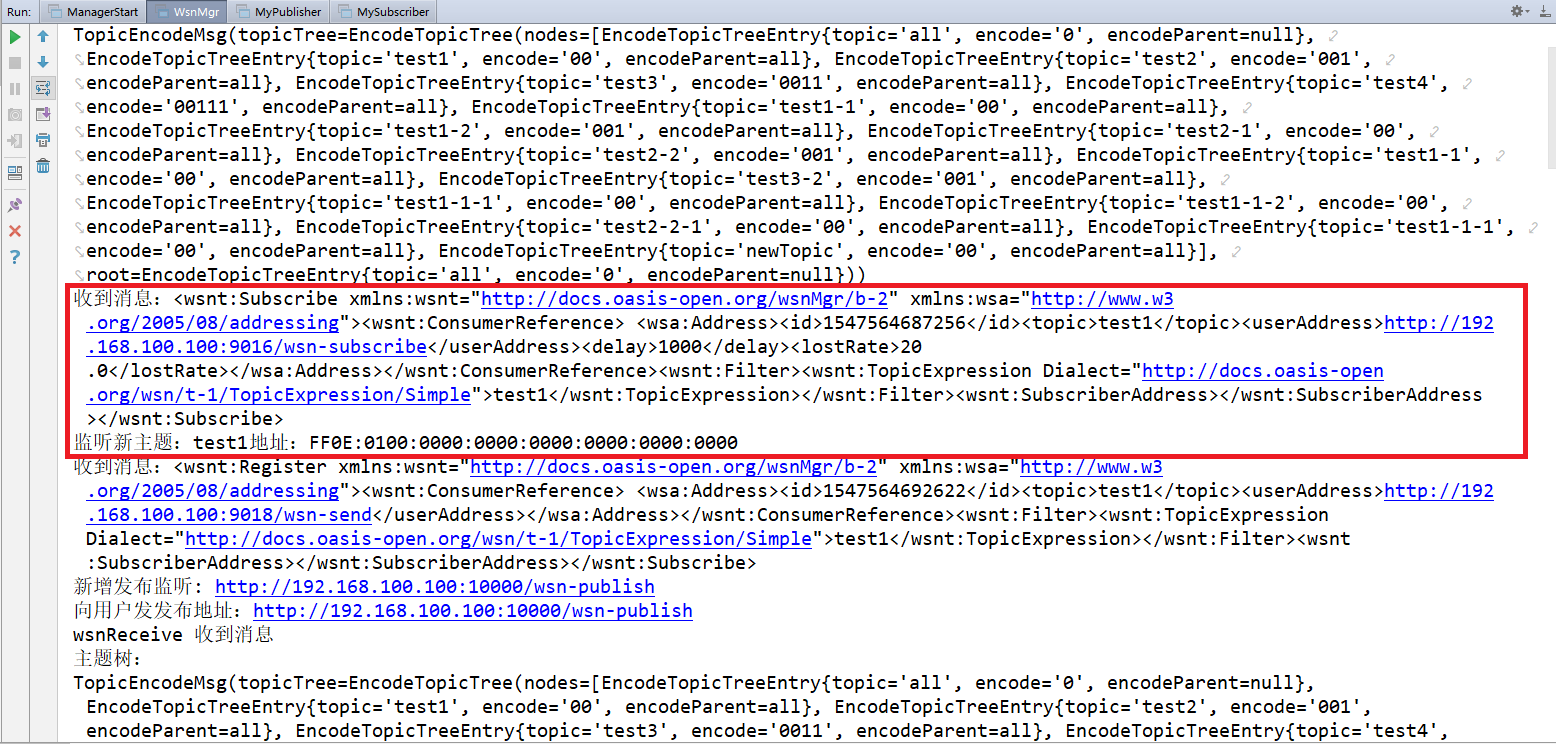 Run: ManagerStart WsnMgr MyPublisher MySubscriber
TopicEncodeMsg(topicTree=EncodeTopicTree(nodes=[EncodeTopicTreeEntry{topic='all', encode='0', encodeParent=null},
EncodeTopicTreeEntry{topic='test1', encode='00', encodeParent=all}, EncodeTopicTreeEntry{topic='test2', encode='001',
encodeParent=all}, EncodeTopicTreeEntry{topic='test3', encode='0011', encodeParent=all}, EncodeTopicTreeEntry{topic='test4',
encode='00111', encodeParent=all}, EncodeTopicTreeEntry{topic='test1-1', encode='00', encodeParent=all},
EncodeTopicTreeEntry{topic='test1-2', encode='001', encodeParent=all}, EncodeTopicTreeEntry{topic='test2-1', encode='00',
encodeParent=all}, EncodeTopicTreeEntry{topic='test2-2', encode='001', encodeParent=all}, EncodeTopicTreeEntry{topic='test1-1',
encode='00', encodeParent=all}, EncodeTopicTreeEntry{topic='test3-2', encode='001', encodeParent=all},
EncodeTopicTreeEntry{topic='test1-1-1', encode='00', encodeParent=all}, EncodeTopicTreeEntry{topic='test1-1-2', encode='00',
encodeParent=all}, EncodeTopicTreeEntry{topic='test2-2-1', encode='00', encodeParent=all}, EncodeTopicTreeEntry{topic='test1-1-1',
encode='00', encodeParent=all}, EncodeTopicTreeEntry{topic='newTopic', encode='00', encodeParent=all}],
root=EncodeTopicTreeEntry{topic='all', encode='0', encodeParent=null}))
收到消息：<wsnt:Subscribe xmlns:wsnt="http://docs.oasis-open.org/wsnMgr/b-2" xmlns:wsa="http://www.w3
.org/2005/08/addressing"><wsnt:ConsumerReference> <wsa:Address><id>1547564687256</id><topic>test1</topic><userAddress>http://192
.168.100.100:9016/wsn-subscribe</userAddress><delay>1000</delay><lostRate>20
.0</lostRate></wsa:Address></wsnt:ConsumerReference><wsnt:Filter><wsnt:TopicExpression Dialect="http://docs.oasis-open
.org/wsn/t-1/TopicExpression/Simple">test1</wsnt:TopicExpression></wsnt:Filter><wsnt:SubscriberAddress></wsnt:SubscriberAddress
></wsnt:Subscribe>
监听新主题：test1地址：FF0E:0100:0000:0000:0000:0000:0000:0000
收到消息：<wsnt:Register xmlns:wsnt="http://docs.oasis-open.org/wsnMgr/b-2" xmlns:wsa="http://www.w3
.org/2005/08/addressing"><wsnt:ConsumerReference> <wsa:Address><id>1547564692622</id><topic>test1</topic><userAddress>http://192
.168.100.100:9018/wsn-send</userAddress></wsa:Address></wsnt:ConsumerReference><wsnt:Filter><wsnt:TopicExpression
Dialect="http://docs.oasis-open.org/wsn/t-1/TopicExpression/Simple">test1</wsnt:TopicExpression></wsnt:Filter><wsnt
:SubscriberAddress></wsnt:SubscriberAddress></wsnt:Subscribe>
新增发布监听：http://192.168.100.100:10000/wsn-publish
向用户发发布地址：http://192.168.100.100:10000/wsn-publish
wsnReceive 收到消息
主题树：
TopicEncodeMsg(topicTree=EncodeTopicTree(nodes=[EncodeTopicTreeEntry{topic='all', encode='0', encodeParent=null},
EncodeTopicTreeEntry{topic='test1', encode='00', encodeParent=all}, EncodeTopicTreeEntry{topic='test2', encode='001',
encodeParent=all}, EncodeTopicTreeEntry{topic='test3', encode='0011', encodeParent=all}, EncodeTopicTreeEntry{topic='test4',